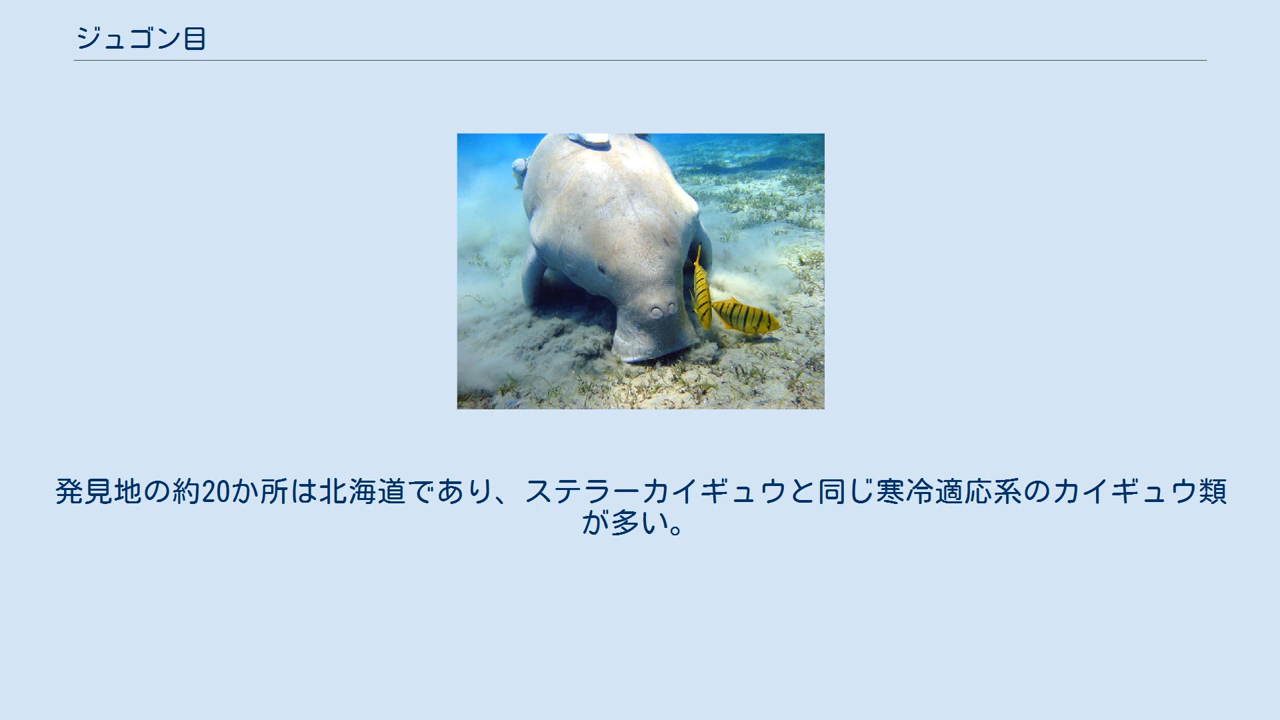 ジュゴン目
発見地の約20か所は北海道であり、ステラーカイギュウと同じ寒冷適応系のカイギュウ類
が多い。